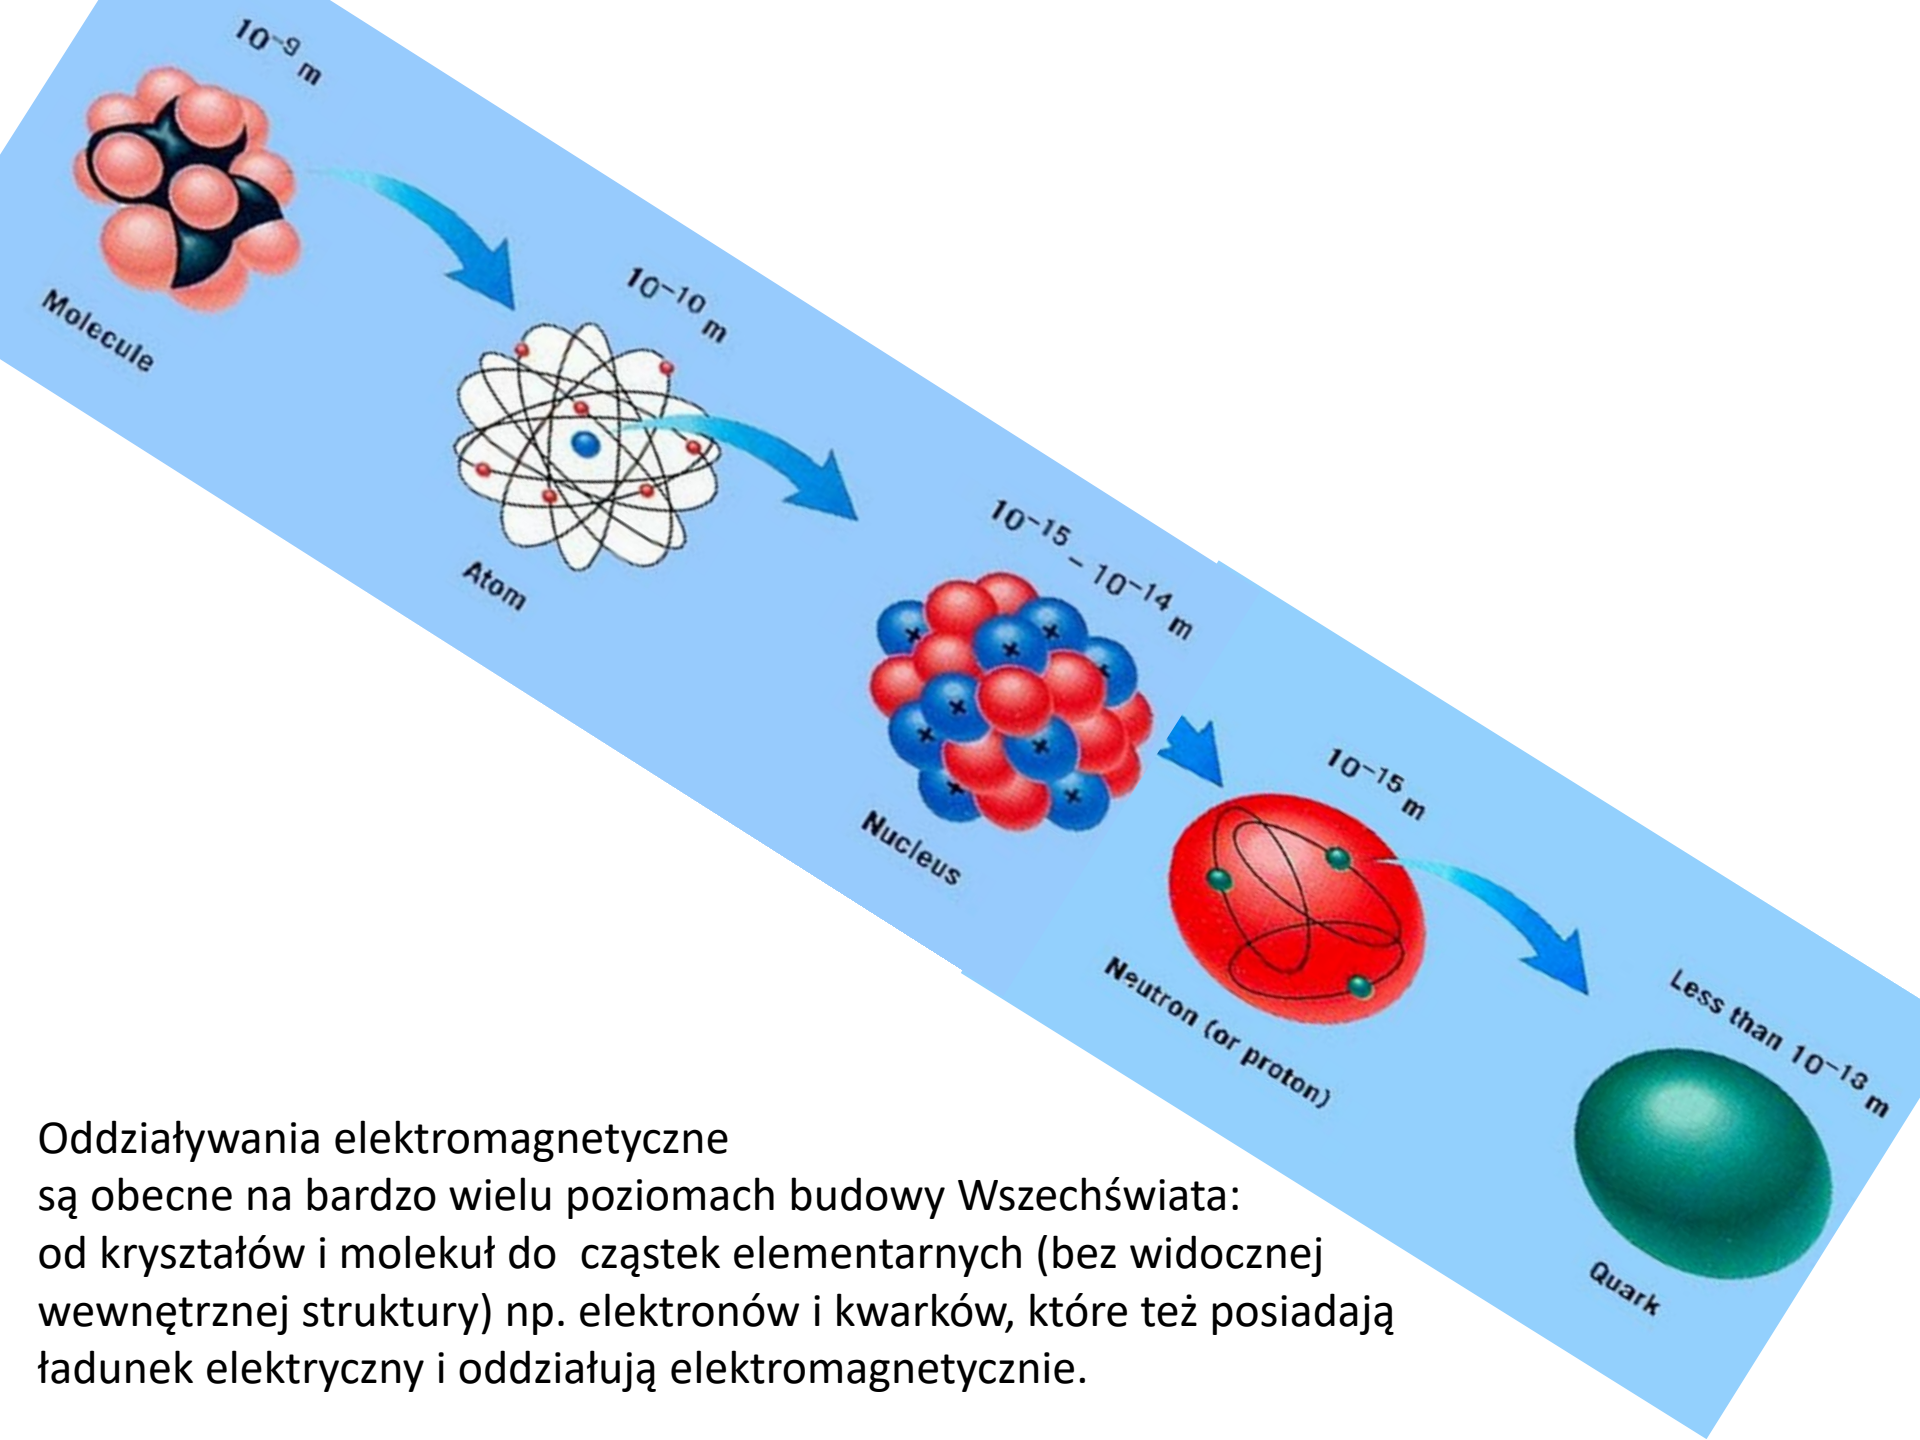 10⁻⁹ m
Molecule
10⁻¹⁰ m
Atom
10⁻¹⁵ – 10⁻¹⁴ m
Nucleus
10⁻¹⁵ m
Neutron (or proton)
Less than 10⁻¹⁸ m
Quark
Oddziaływania elektromagnetyczne
są obecne na bardzo wielu poziomach budowy Wszechświata:
od kryształów i molekuł do cząstek elementarnych (bez widocznej
wewnętrznej struktury) np. elektronów i kwarków, które też posiadają
ładunek elektryczny i oddziałują elektromagnetycznie.